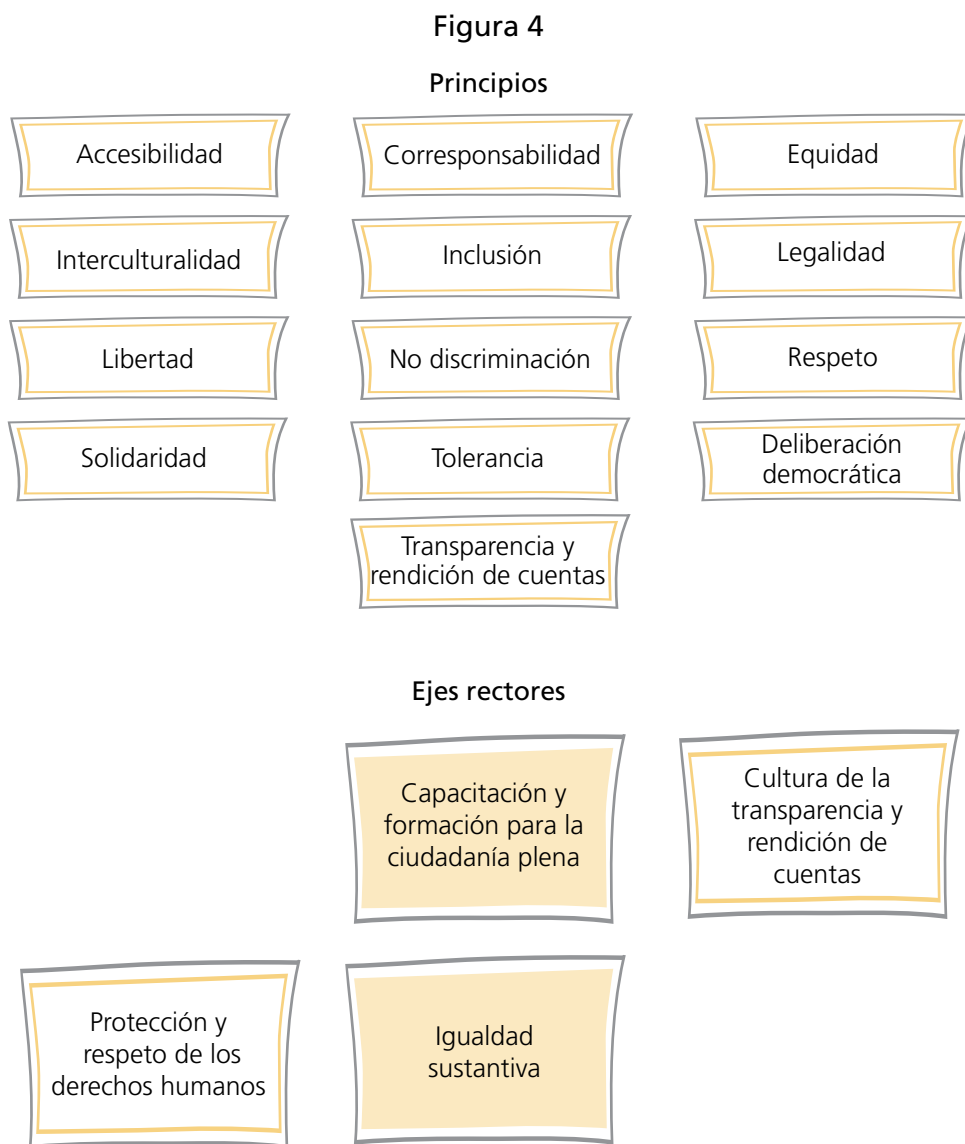 Figura 4
Principios
Accesibilidad
Corresponsabilidad
Equidad
Interculturalidad
Inclusión
Legalidad
Libertad
No discriminación
Respeto
Solidaridad
Tolerancia
Deliberación
democrática
Transparencia y
rendición de cuentas
Ejes rectores
Capacitación y
formación para la
ciudadanía plena
Cultura de la
transparencia y
rendición de
cuentas
Protección y
respeto de los
derechos humanos
Igualdad
sustantiva